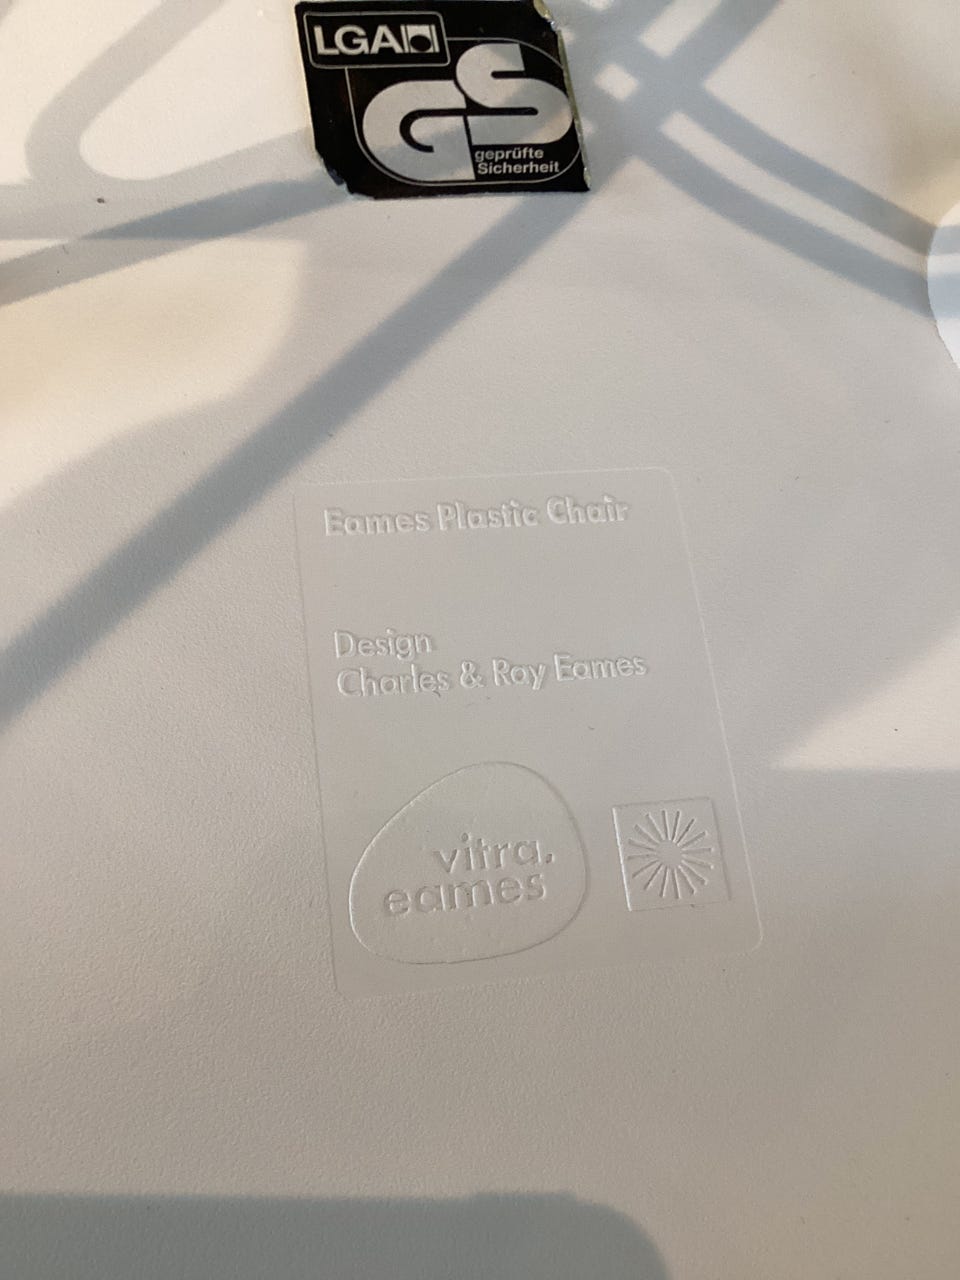 LGA
GS
geprüfte
Sicherheit
Eames Plastic Chair
Design
Charles & Ray Eames
vitra.
eames